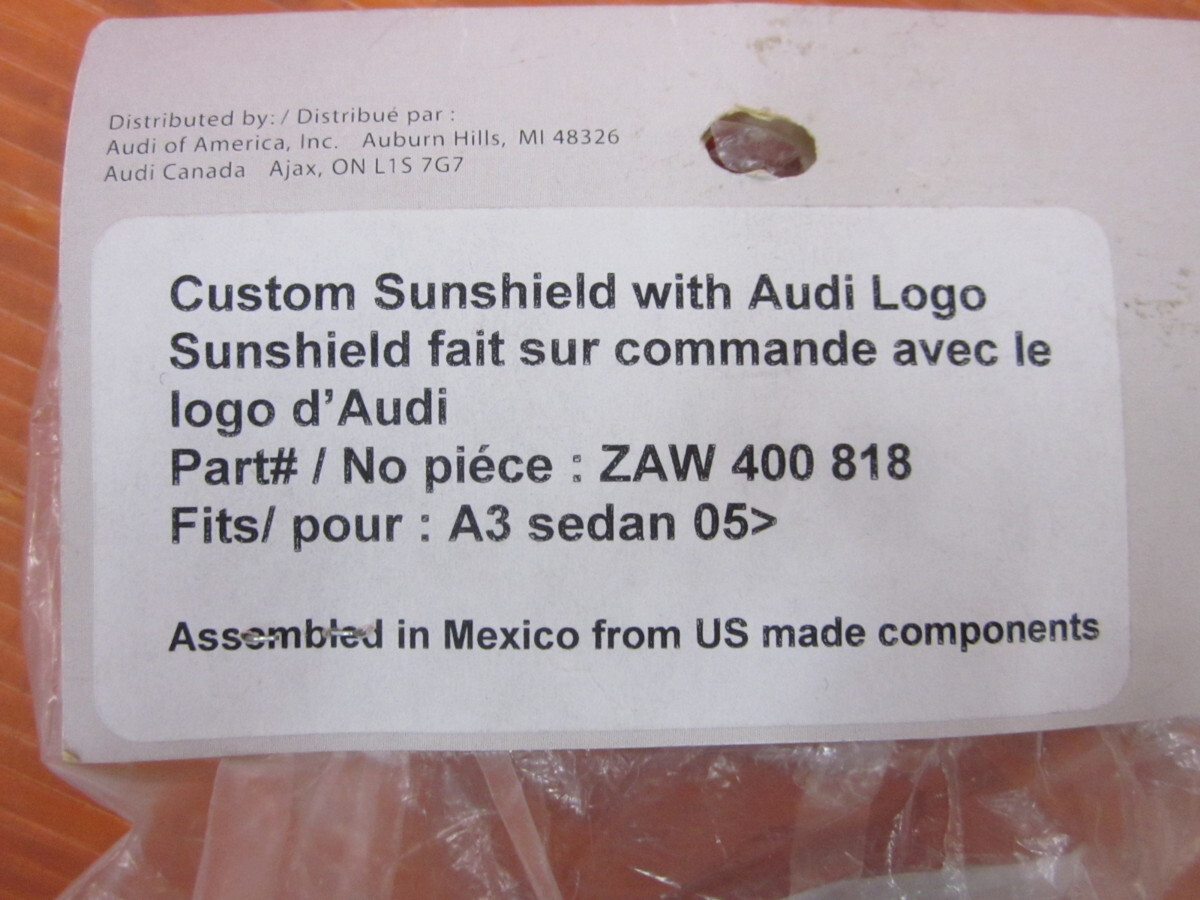 Distributed by: / Distribué par :
Audi of America, Inc. Auburn Hills, MI 48326
Audi Canada Ajax, ON L1S 7G7
Custom Sunshield with Audi Logo
Sunshield fait sur commande avec le
logo d’Audi
Part# / No piéce : ZAW 400 818
Fits/ pour : A3 sedan 05>
Assembled in Mexico from US made components